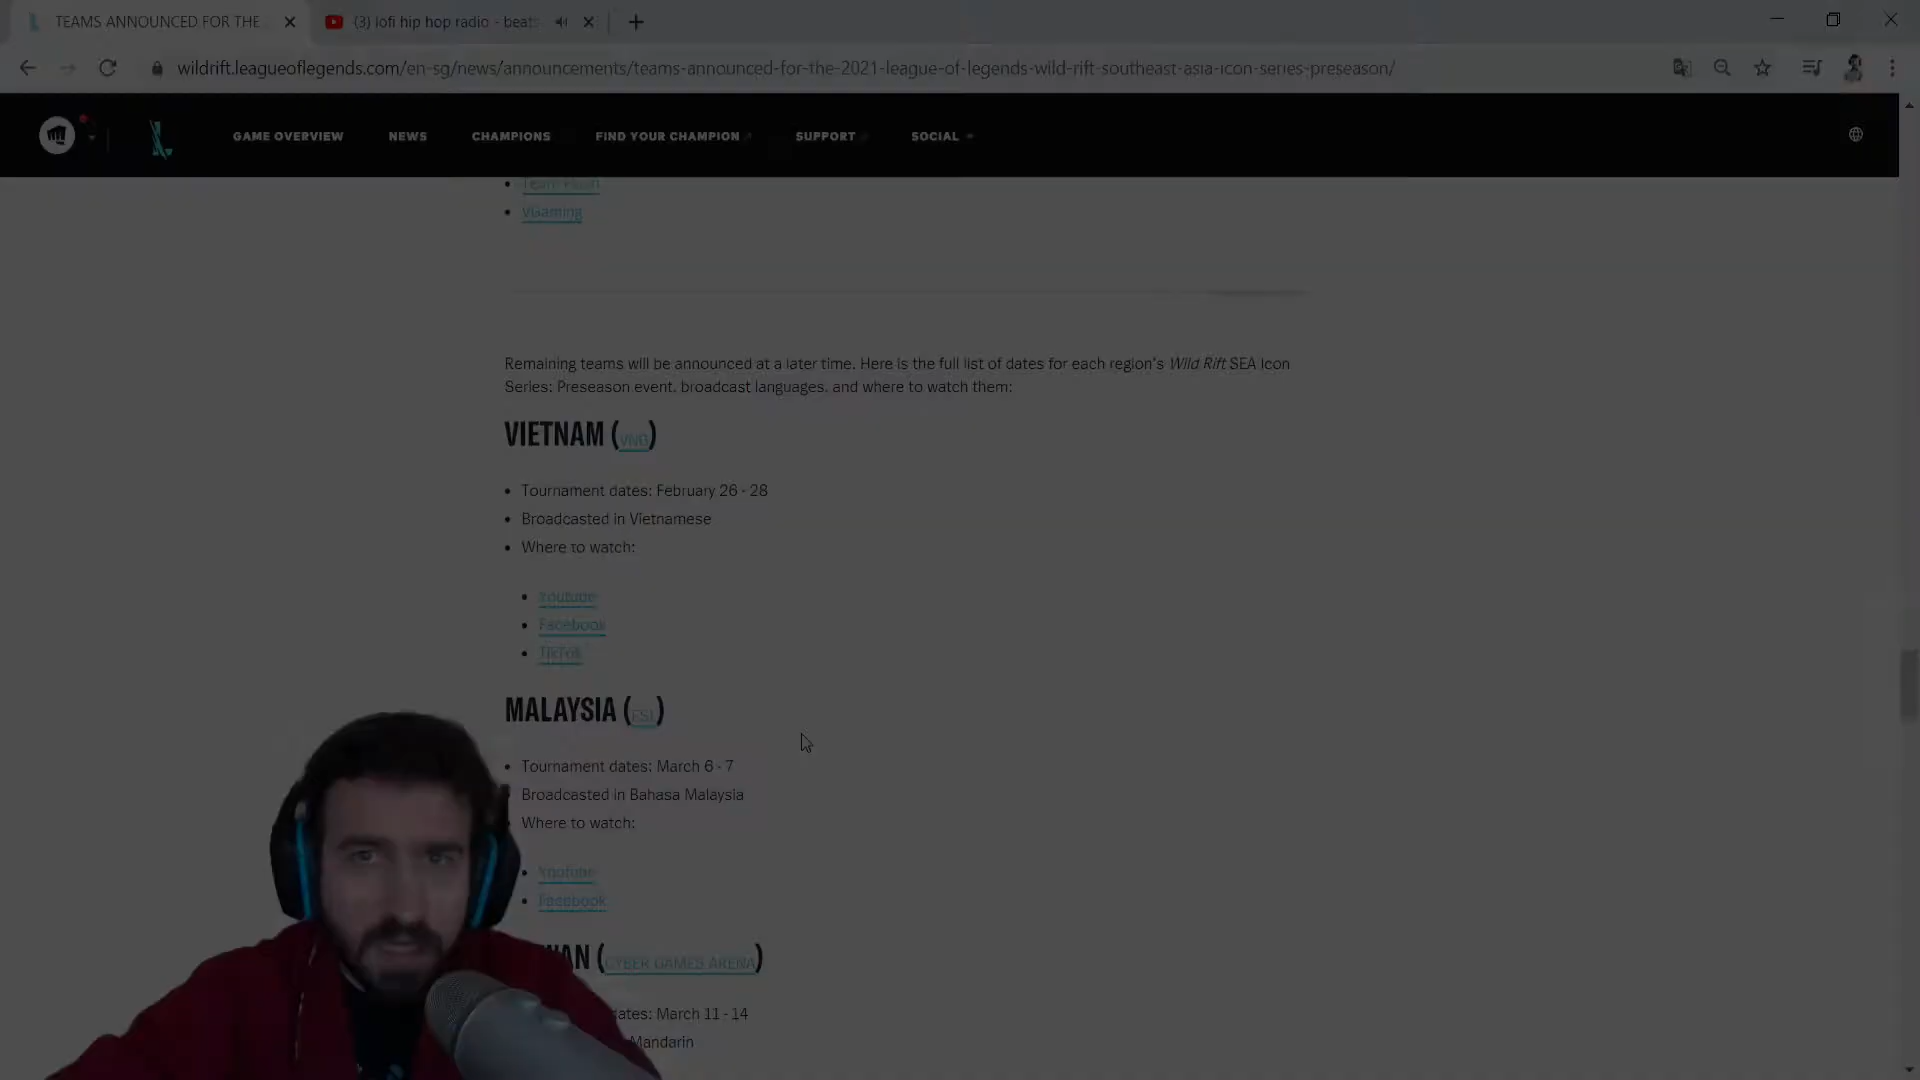 TEAMS ANNOUNCED FOR THE
(3) lofi hip hop radio - beats
wildrift.leagueoflegends.com/en-sg/news/announcements/teams-announced-for-the-2021-league-of-legends-wild-rift-southeast-asia-icon-series-preseason/
GAME OVERVIEW NEWS CHAMPIONS FIND YOUR CHAMPION SUPPORT SOCIAL
Team Flash
VGaming
Remaining teams will be announced at a later time. Here is the full list of dates for each region's Wild Rift SEA Icon
Series: Preseason event, broadcast languages, and where to watch them:
VIETNAM (VNG)
Tournament dates: February 26 - 28
Broadcasted in Vietnamese
Where to watch:
Youtube
Facebook
TikTok
MALAYSIA (ESL)
Tournament dates: March 6 - 7
Broadcasted in Bahasa Malaysia
Where to watch:
Youtube
Facebook
WAN (CYBER GAMES ARENA)
ates: March 11 - 14
Mandarin